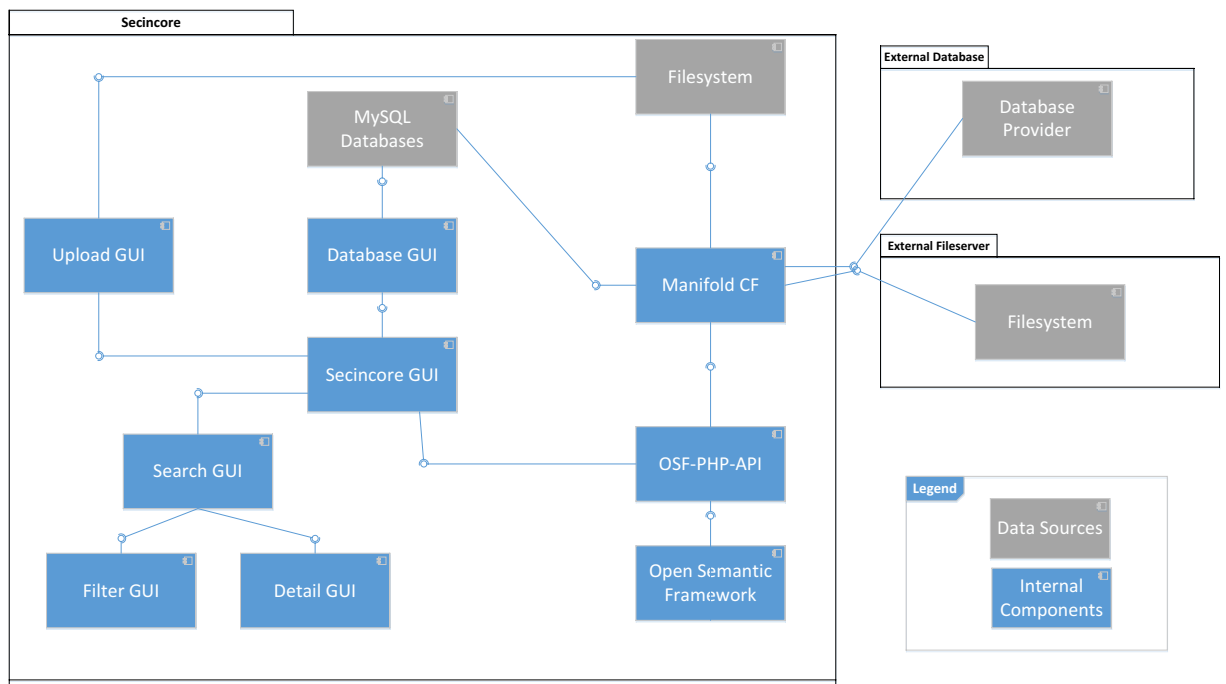 Secincore
Filesystem
External Database
MySQL
Databases
Database
Provider
Upload GUI
Database GUI
Manifold CF
External Fileserver
Filesystem
Secincore GUI
Search GUI
OSF-PHP-API
Legend
Data Sources
Filter GUI
Detail GUI
Open Semantic
Framework
Internal
Components